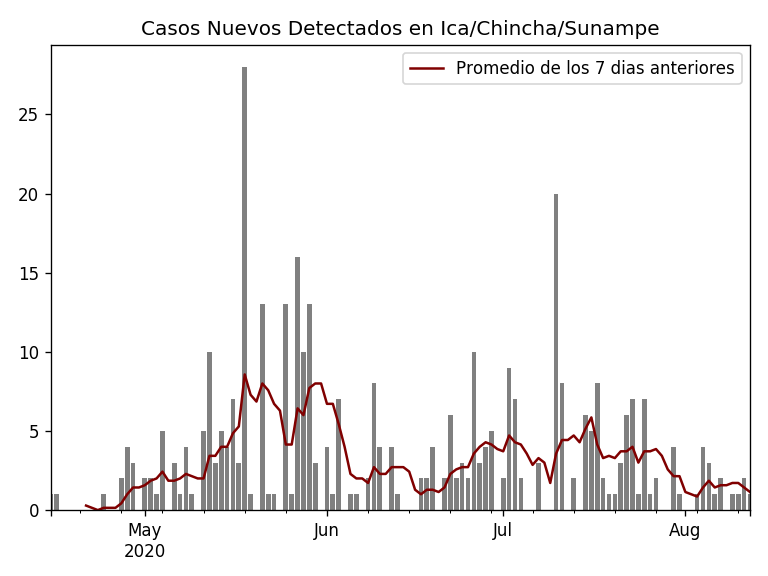 Casos Nuevos Detectados en Ica/Chincha/Sunampe
Promedio de los 7 dias anteriores
25
20
15
10
5
0
May
2020
Jun
Jul
Aug